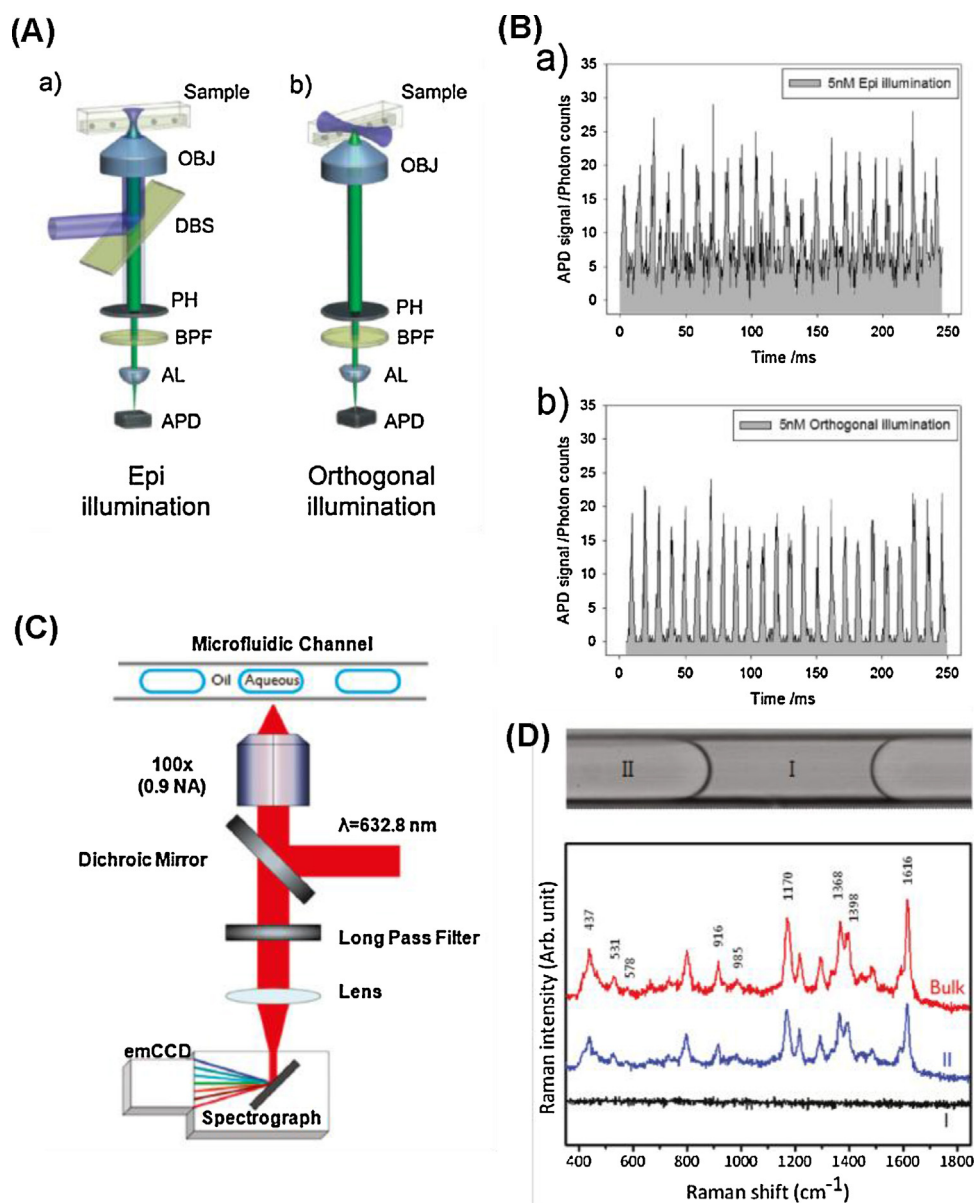 (A)
a)
Sample
OBJ
DBS
PH
BPF
AL
APD
Epi
illumination
b)
Sample
OBJ
PH
BPF
AL
APD
Orthogonal
illumination
(B)
a)
5nM Epi illumination
APD signal /Photon counts
35
30
25
20
15
10
5
0
0 50 100 150 200 250
Time /ms
b)
5nM Orthogonal illumination
APD signal /Photon counts
35
30
25
20
15
10
5
0
0 50 100 150 200 250
Time /ms
(C)
Microfluidic Channel
Oil
Aqueous
100x
(0.9 NA)
λ=632.8 nm
Dichroic Mirror
Long Pass Filter
Lens
emCCD
Spectrograph
(D)
II
I
Raman intensity (Arb. unit)
437
531
578
916
985
1170
1368
1398
1616
Bulk
II
I
400 600 800 1000 1200 1400 1600 1800
Raman shift (cm⁻¹)